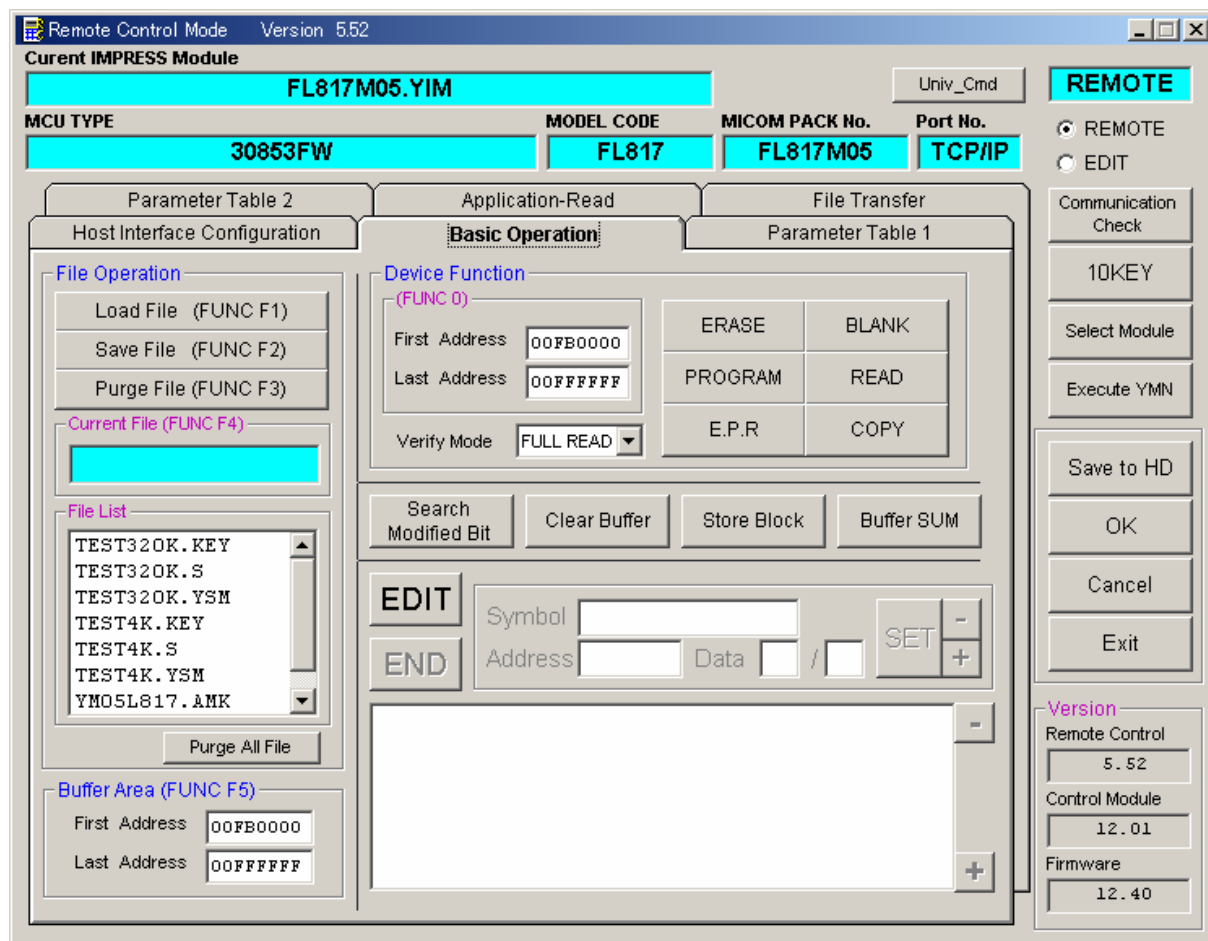 Remote Control Mode Version 5.52
Curent IMPRESS Module
FL817M05.YIM
Univ_Cmd
REMOTE
MCU TYPE
MODEL CODE
MICOM PACK No.
Port No.
30853FW
FL817
FL817M05
TCP/IP
REMOTE
EDIT
Parameter Table 2
Application-Read
File Transfer
Host Interface Configuration
Basic Operation
Parameter Table 1
File Operation
Load File (FUNC F1)
Save File (FUNC F2)
Purge File (FUNC F3)
Current File (FUNC F4)
File List
TEST320K.KEY
TEST320K.S
TEST320K.YSM
TEST4K.KEY
TEST4K.S
TEST4K.YSM
YM05L817.AMK
Purge All File
Buffer Area (FUNC F5)
First Address 00FB0000
Last Address 00FFFFFF
Device Function
(FUNC 0)
First Address 00FB0000
Last Address 00FFFFFF
Verify Mode FULL READ
ERASE
BLANK
PROGRAM
READ
E.P.R
COPY
Search
Modified Bit
Clear Buffer
Store Block
Buffer SUM
EDIT
END
Symbol
Address
Data /
SET
-
+
-
+
Communication
Check
10KEY
Select Module
Execute YMN
Save to HD
OK
Cancel
Exit
Version
Remote Control
5.52
Control Module
12.01
Firmware
12.40